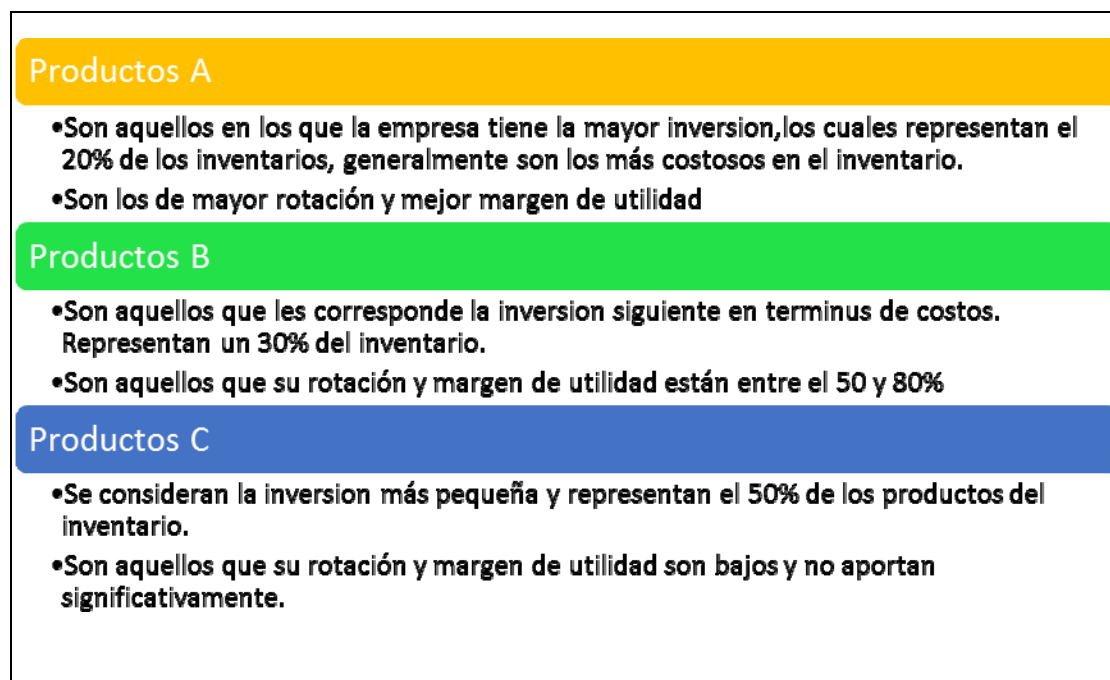 Productos A
•Son aquellos en los que la empresa tiene la mayor inversion,los cuales representan el
20% de los inventarios, generalmente son los más costosos en el inventario.
•Son los de mayor rotación y mejor margen de utilidad
Productos B
•Son aquellos que les corresponde la inversion siguiente en terminus de costos.
Representan un 30% del inventario.
•Son aquellos que su rotación y margen de utilidad están entre el 50 y 80%
Productos C
•Se consideran la inversion más pequeña y representan el 50% de los productos del
inventario.
•Son aquellos que su rotación y margen de utilidad son bajos y no aportan
significativamente.